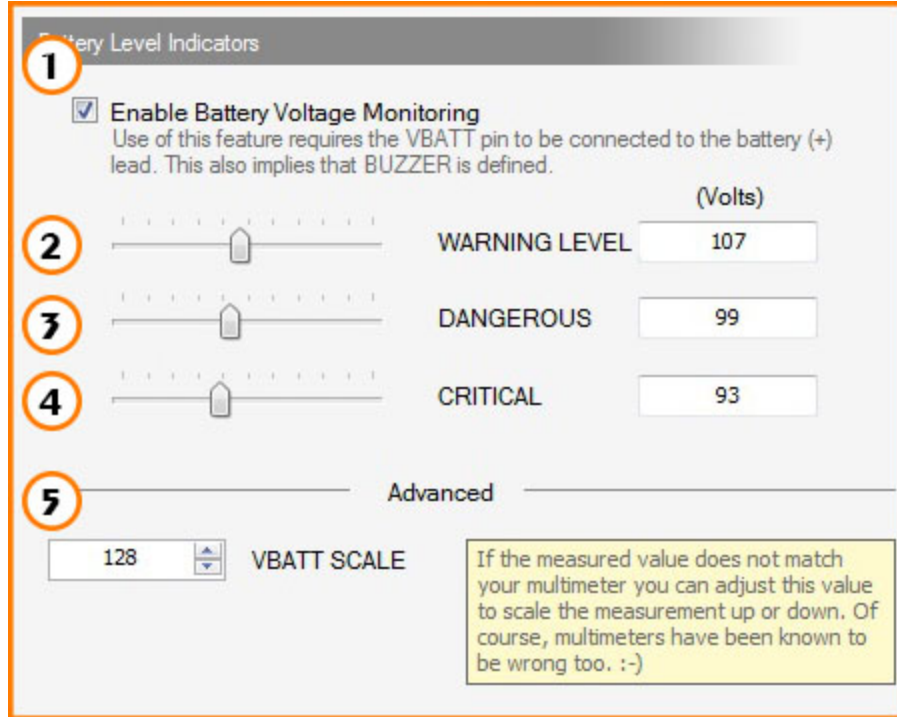 Battery Level Indicators
1
Enable Battery Voltage Monitoring
Use of this feature requires the VBATT pin to be connected to the battery (+)
lead. This also implies that BUZZER is defined.
(Volts)
2 WARNING LEVEL 107
3 DANGEROUS 99
4 CRITICAL 93
5 Advanced
128 VBATT SCALE
If the measured value does not match
your multimeter you can adjust this value
to scale the measurement up or down. Of
course, multimeters have been known to
be wrong too. :-)